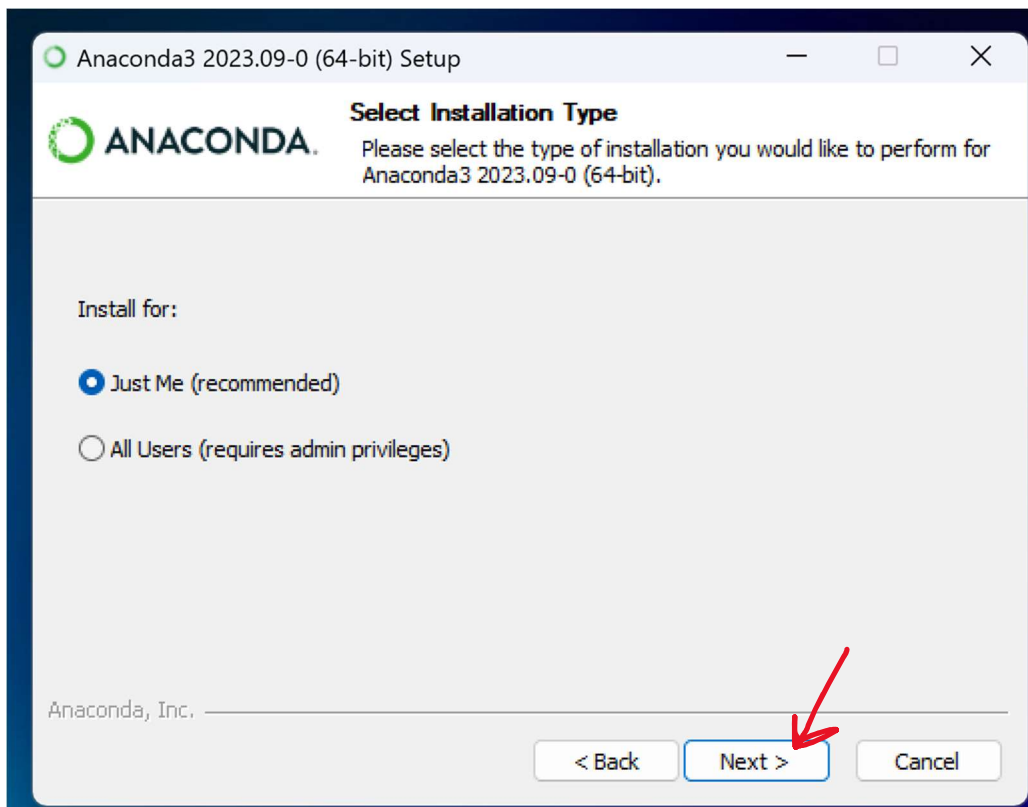 Anaconda3 2023.09-0 (64-bit) Setup
ANACONDA.
Select Installation Type
Please select the type of installation you would like to perform for
Anaconda3 2023.09-0 (64-bit).
Install for:
Just Me (recommended)
All Users (requires admin privileges)
Anaconda, Inc.
< Back
Next >
Cancel